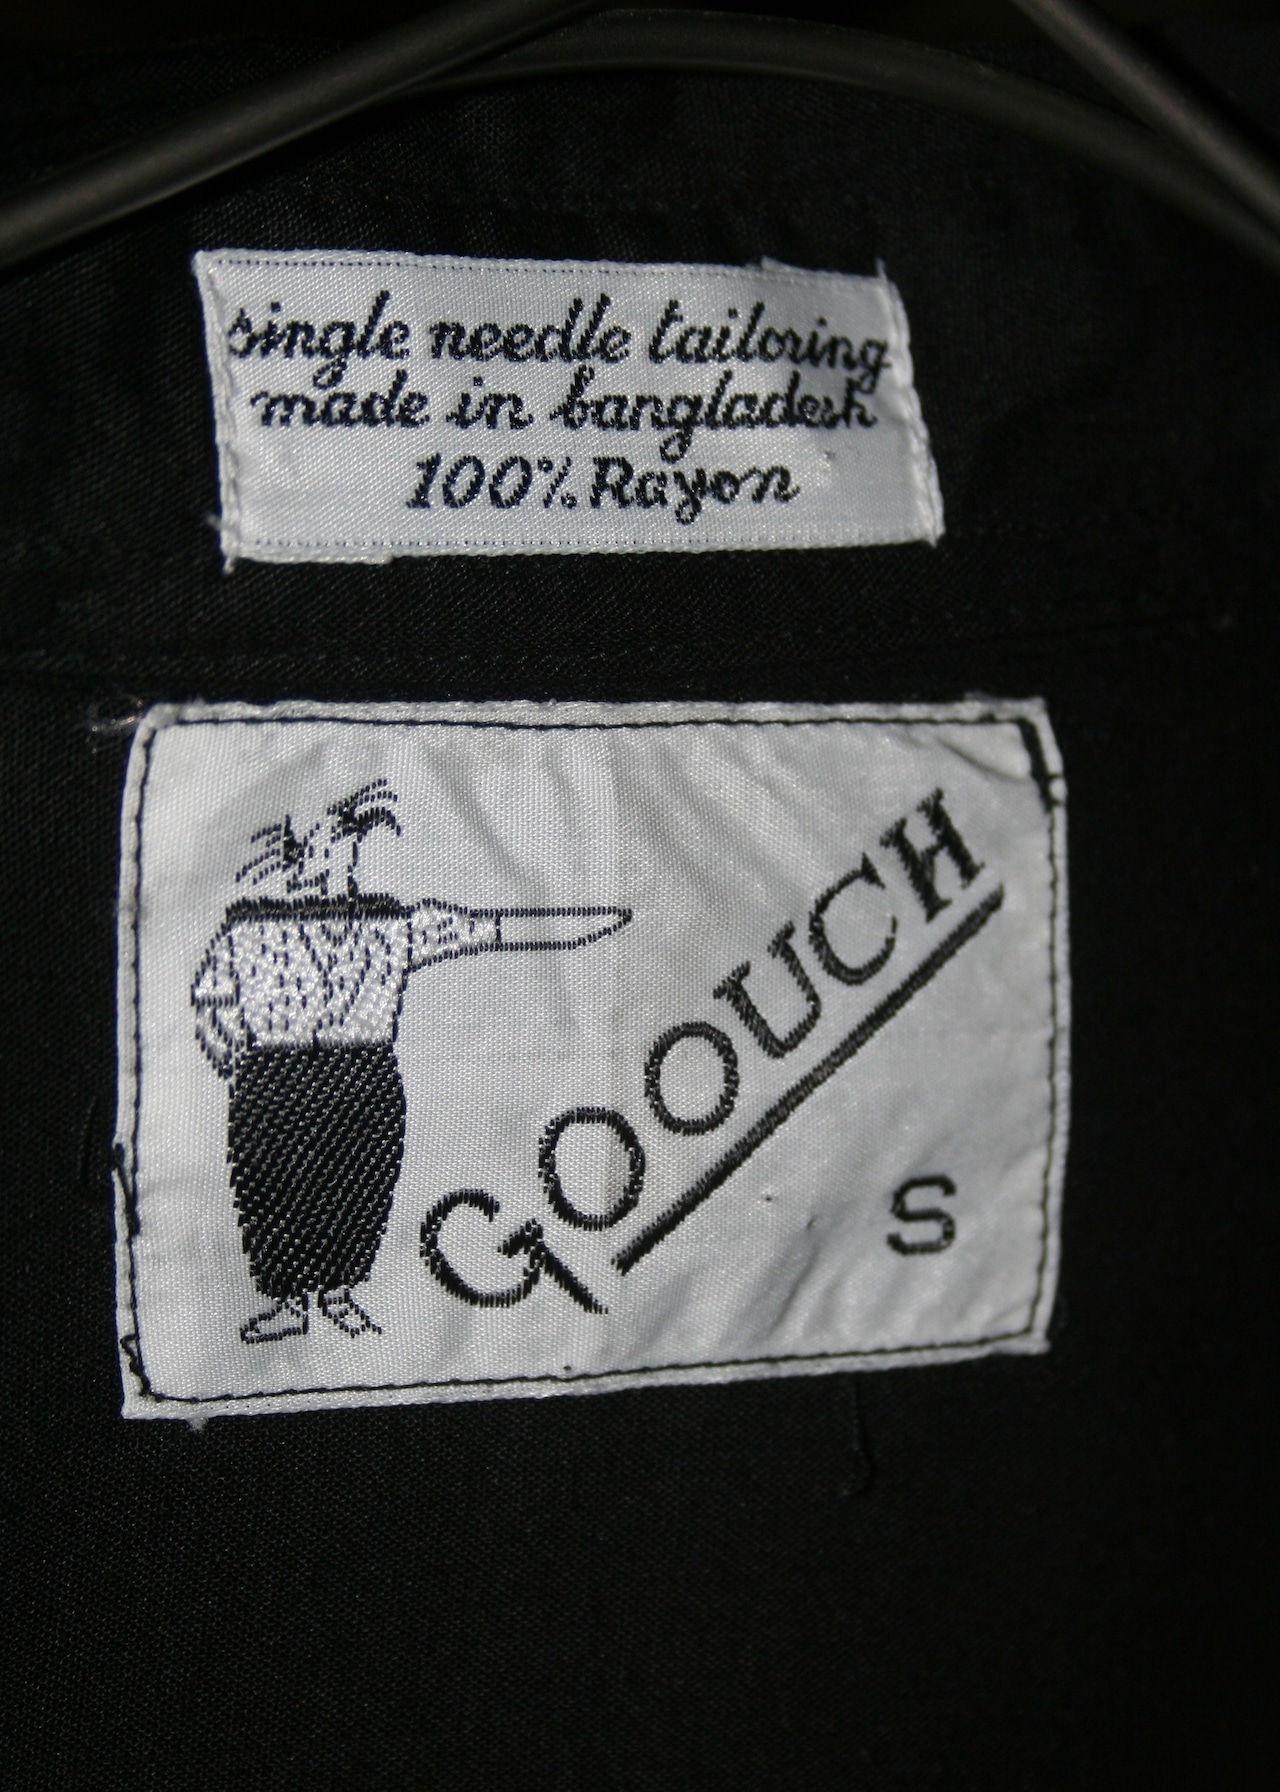 single needle tailoring
made in bangladesh
100% Rayon
GOOUCH
S